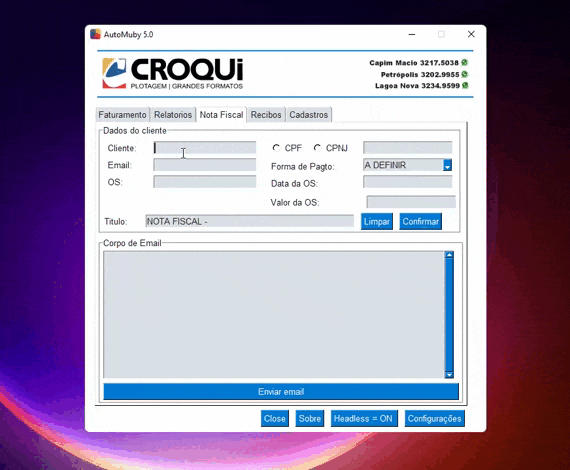 AutoMuby 5.0
CROQUi
PLOTAGEM | GRANDES FORMATOS
Capim Macio 3217.5038
Petrópolis 3202.9955
Lagoa Nova 3234.9599
Faturamento Relatorios Nota Fiscal Recibos Cadastros
Dados do cliente
Cliente: CPF CPNJ
Email: Forma de Pagto: A DEFINIR
OS: Data da OS:
Valor da OS:
Titulo: NOTA FISCAL - Limpar Confirmar
Corpo de Email
Enviar email
Close Sobre Headless = ON Configurações